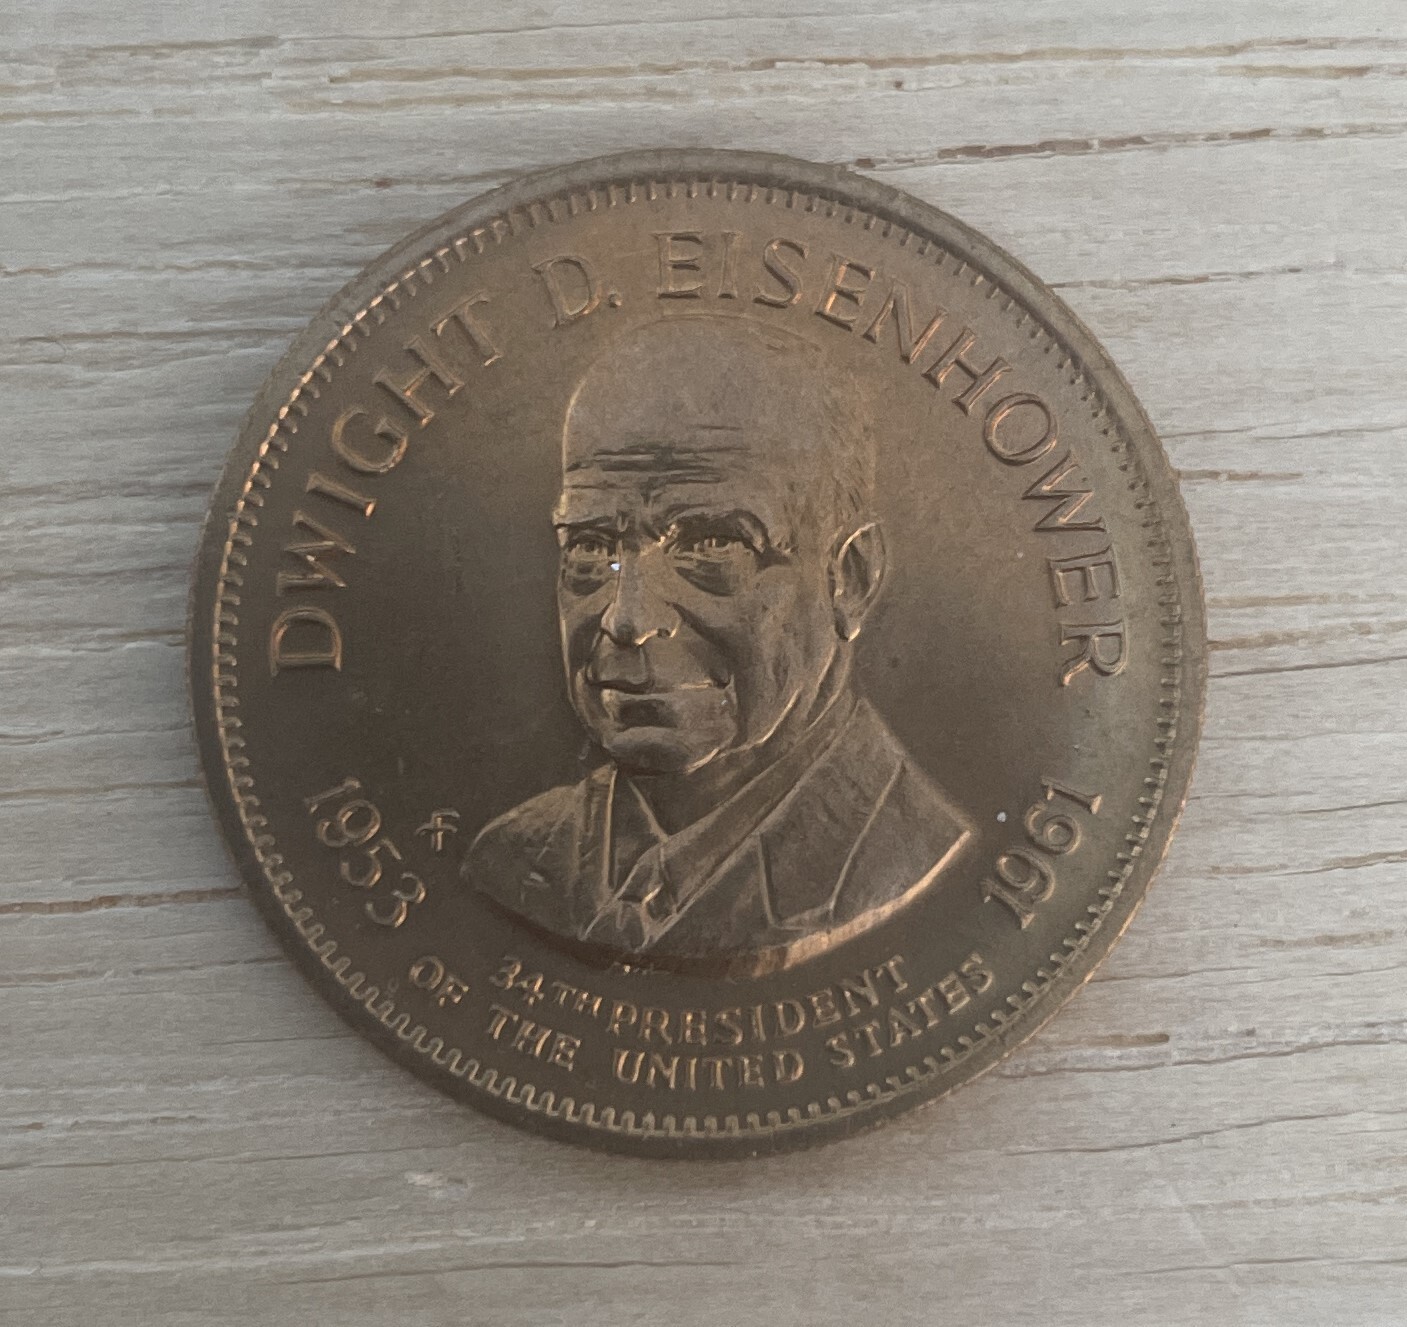 DWIGHT D. EISENHOWER
1953
1961
34TH PRESIDENT
OF THE UNITED STATES